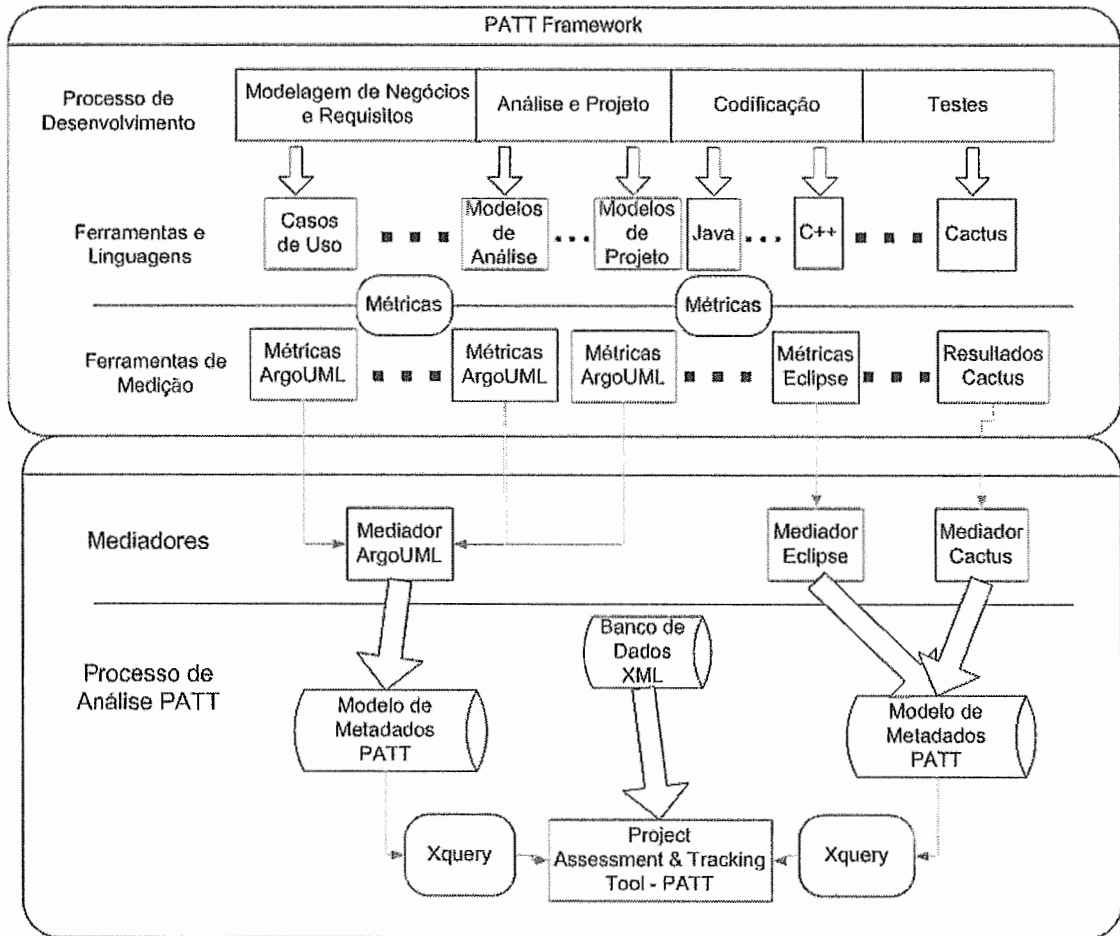 PATT Framework
Processo de
Desenvolvimento
Modelagem de Negócios
e Requisitos
Análise e Projeto
Codificação
Testes
Ferramentas e
Linguagens
Casos
de Uso
Modelos
de
Análise
Modelos
de
Projeto
Java
C++
Cactus
Métricas
Métricas
Ferramentas de
Medição
Métricas
ArgoUML
Métricas
ArgoUML
Métricas
ArgoUML
Métricas
Eclipse
Resultados
Cactus
Mediadores
Mediador
ArgoUML
Mediador
Eclipse
Mediador
Cactus
Processo de
Análise PATT
Banco de
Dados
XML
Modelo de
Metadados
PATT
Modelo de
Metadados
PATT
Xquery
Project
Assessment & Tracking
Tool - PATT
Xquery